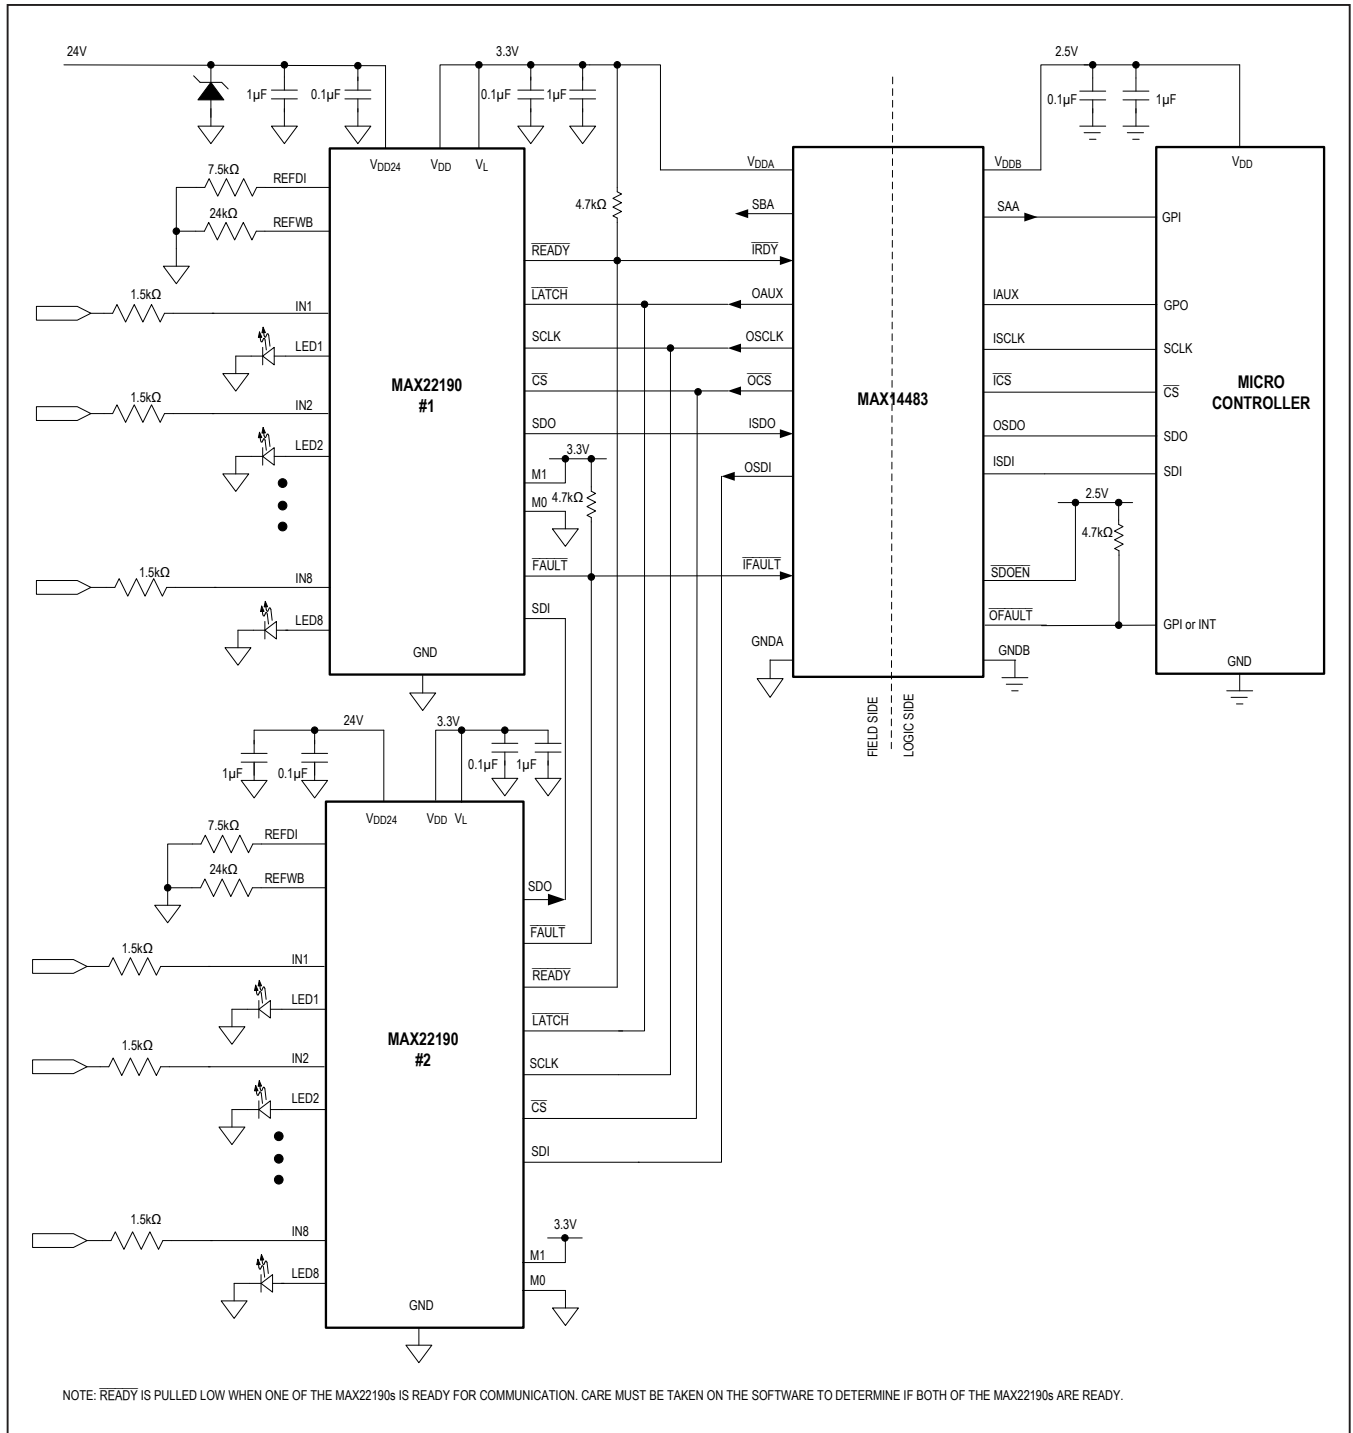 24V
3.3V
2.5V
1µF
0.1µF
0.1µF
1µF
0.1µF
1µF
VDD24
VDD
VL
VDDA
VDDB
VDD
7.5kΩ
REFDI
24kΩ
REFWB
4.7kΩ
SBA
SAA
GPI
READY
IRDY
1.5kΩ
IN1
LATCH
OAUX
IAUX
GPO
LED1
SCLK
OSCLK
ISCLK
SCLK
MAX22190
#1
CS
OCS
MAX14483
ICS
CS
MICRO
CONTROLLER
1.5kΩ
IN2
SDO
ISDO
OSDO
SDO
LED2
3.3V
M1
OSDI
ISDI
SDI
4.7kΩ
M0
2.5V
4.7kΩ
1.5kΩ
IN8
FAULT
IFAULT
SDOEN
LED8
SDI
OFAULT
GPI or INT
GND
GNDA
GNDB
GND
FIELD SIDE
LOGIC SIDE
24V
3.3V
1µF
0.1µF
0.1µF
1µF
VDD24
VDD
VL
7.5kΩ
REFDI
24kΩ
REFWB
SDO
FAULT
1.5kΩ
IN1
READY
LED1
LATCH
MAX22190
#2
1.5kΩ
IN2
SCLK
LED2
CS
SDI
1.5kΩ
IN8
3.3V
M1
LED8
M0
GND
NOTE: READY IS PULLED LOW WHEN ONE OF THE MAX22190s IS READY FOR COMMUNICATION. CARE MUST BE TAKEN ON THE SOFTWARE TO DETERMINE IF BOTH OF THE MAX22190s ARE READY.